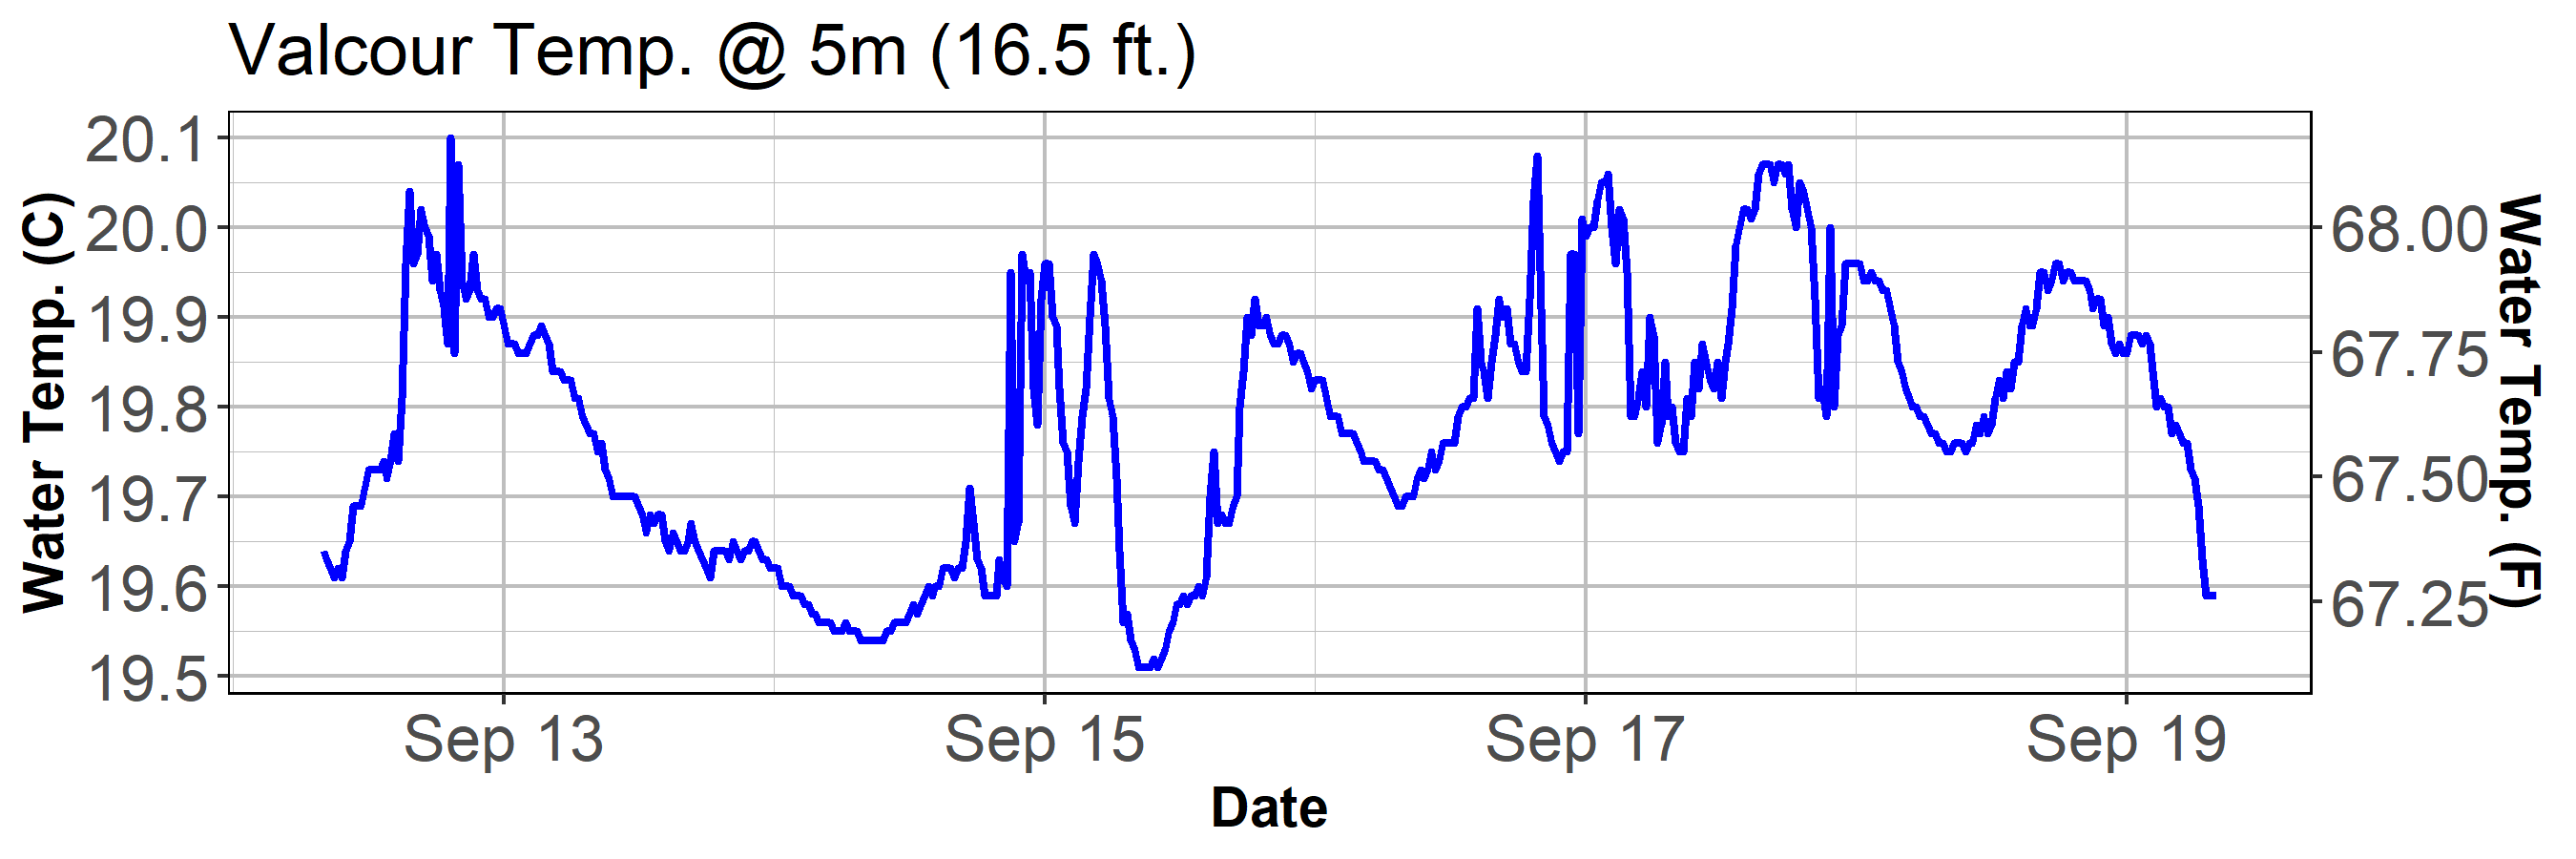 Valcour Temp. @ 5m (16.5 ft.)
Water Temp. (C)
20.1
20.0
19.9
19.8
19.7
19.6
19.5
68.00
67.75
67.50
67.25
Water Temp. (F)
Sep 13 Sep 15 Sep 17 Sep 19
Date